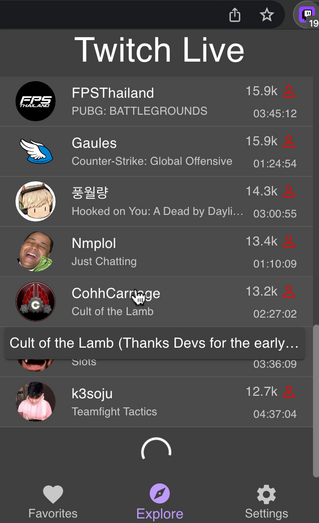 19
Twitch Live
FPS
THAILAND
FPSThailand
15.9k
PUBG: BATTLEGROUNDS
03:45:12
Gaules
15.9k
Counter-Strike: Global Offensive
01:24:54
풍월량
14.3k
Hooked on You: A Dead by Dayli…
03:00:55
Nmplol
13.4k
Just Chatting
01:10:09
CohhCarnage
13.2k
Cult of the Lamb
02:27:02
Cult of the Lamb (Thanks Devs for the early…
Slots
03:36:09
k3soju
12.7k
Teamfight Tactics
04:37:04
Favorites
Explore
Settings